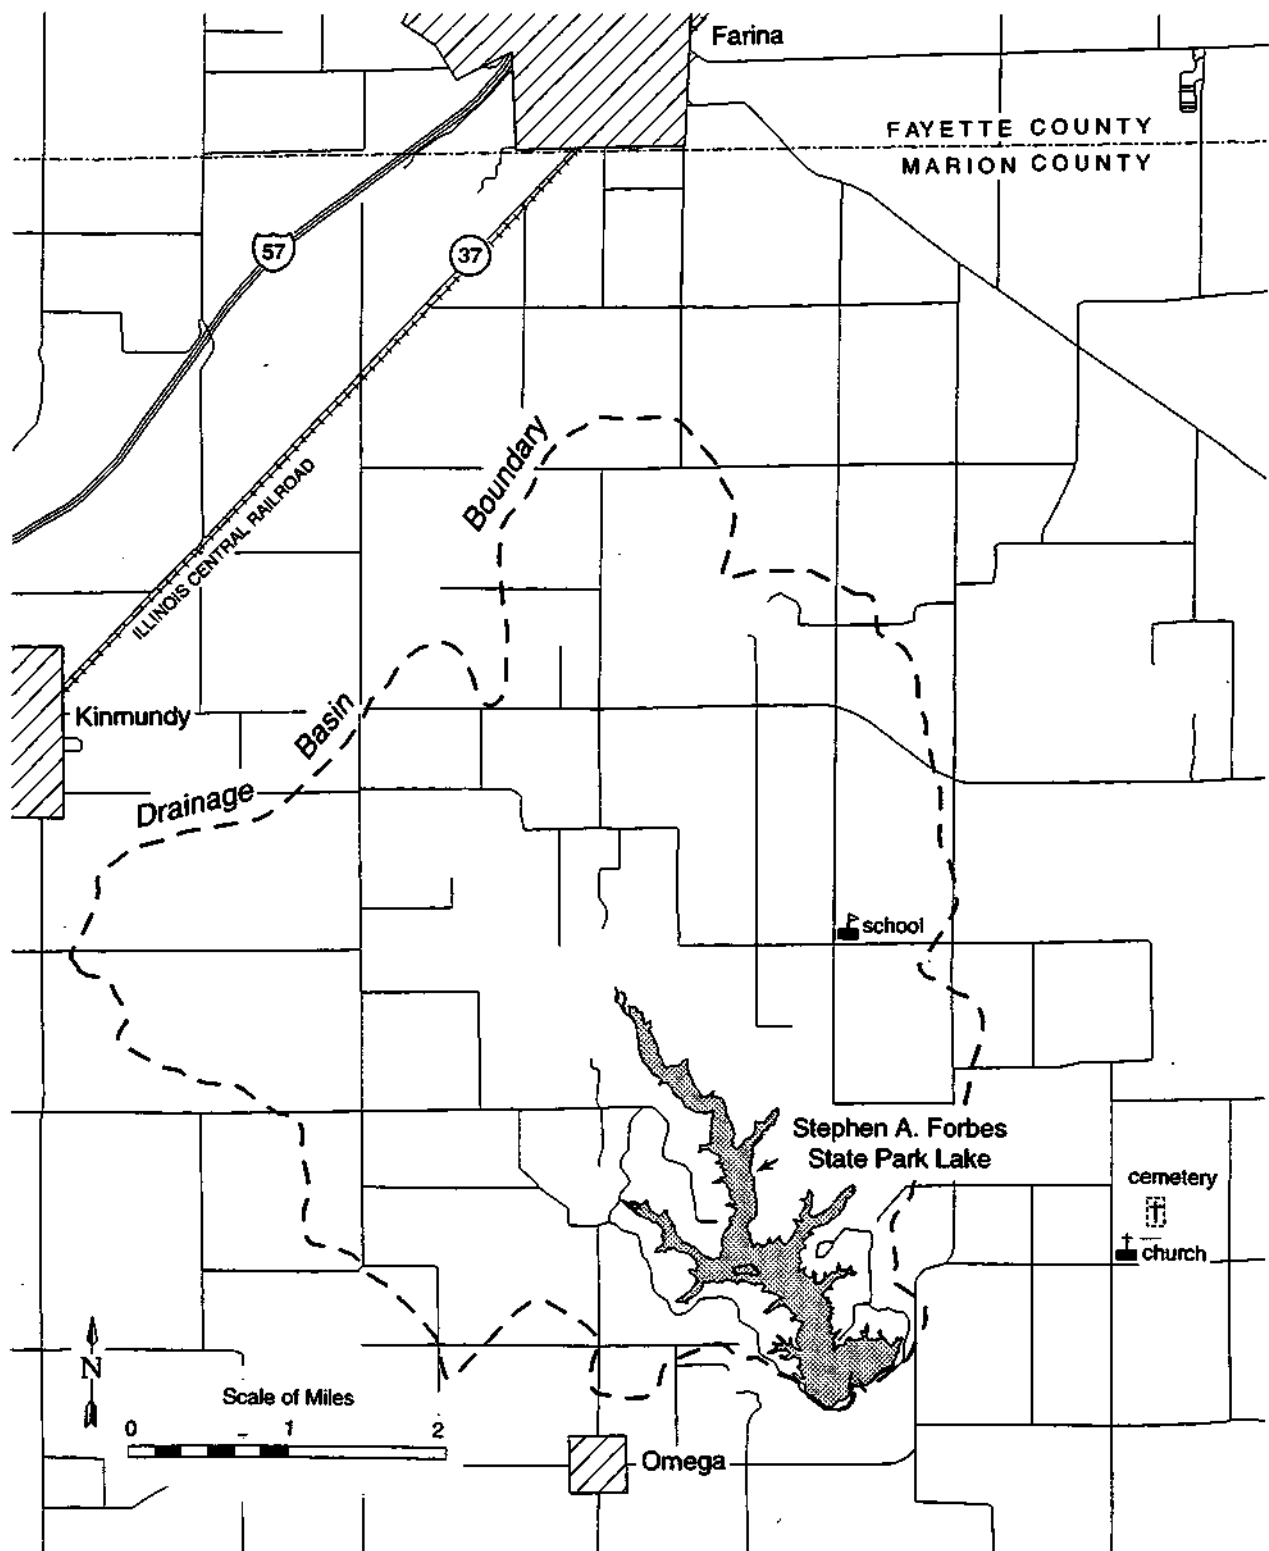 Farina
FAYETTE COUNTY
MARION COUNTY
57
37
Boundary
ILLINOIS CENTRAL RAILROAD
Kinmundy
Basin
Drainage
school
Stephen A. Forbes
State Park Lake
cemetery
church
N
Scale of Miles
0 1 2
Omega